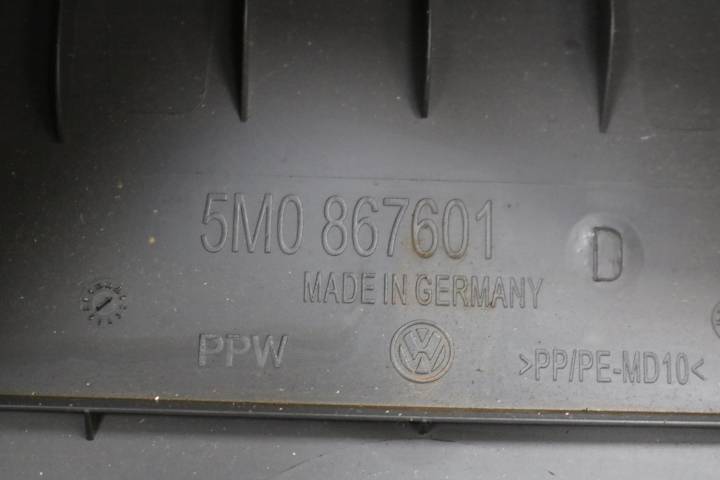 5M0 867601
D
MADE IN GERMANY
PPW
>PP/PE-MD10<